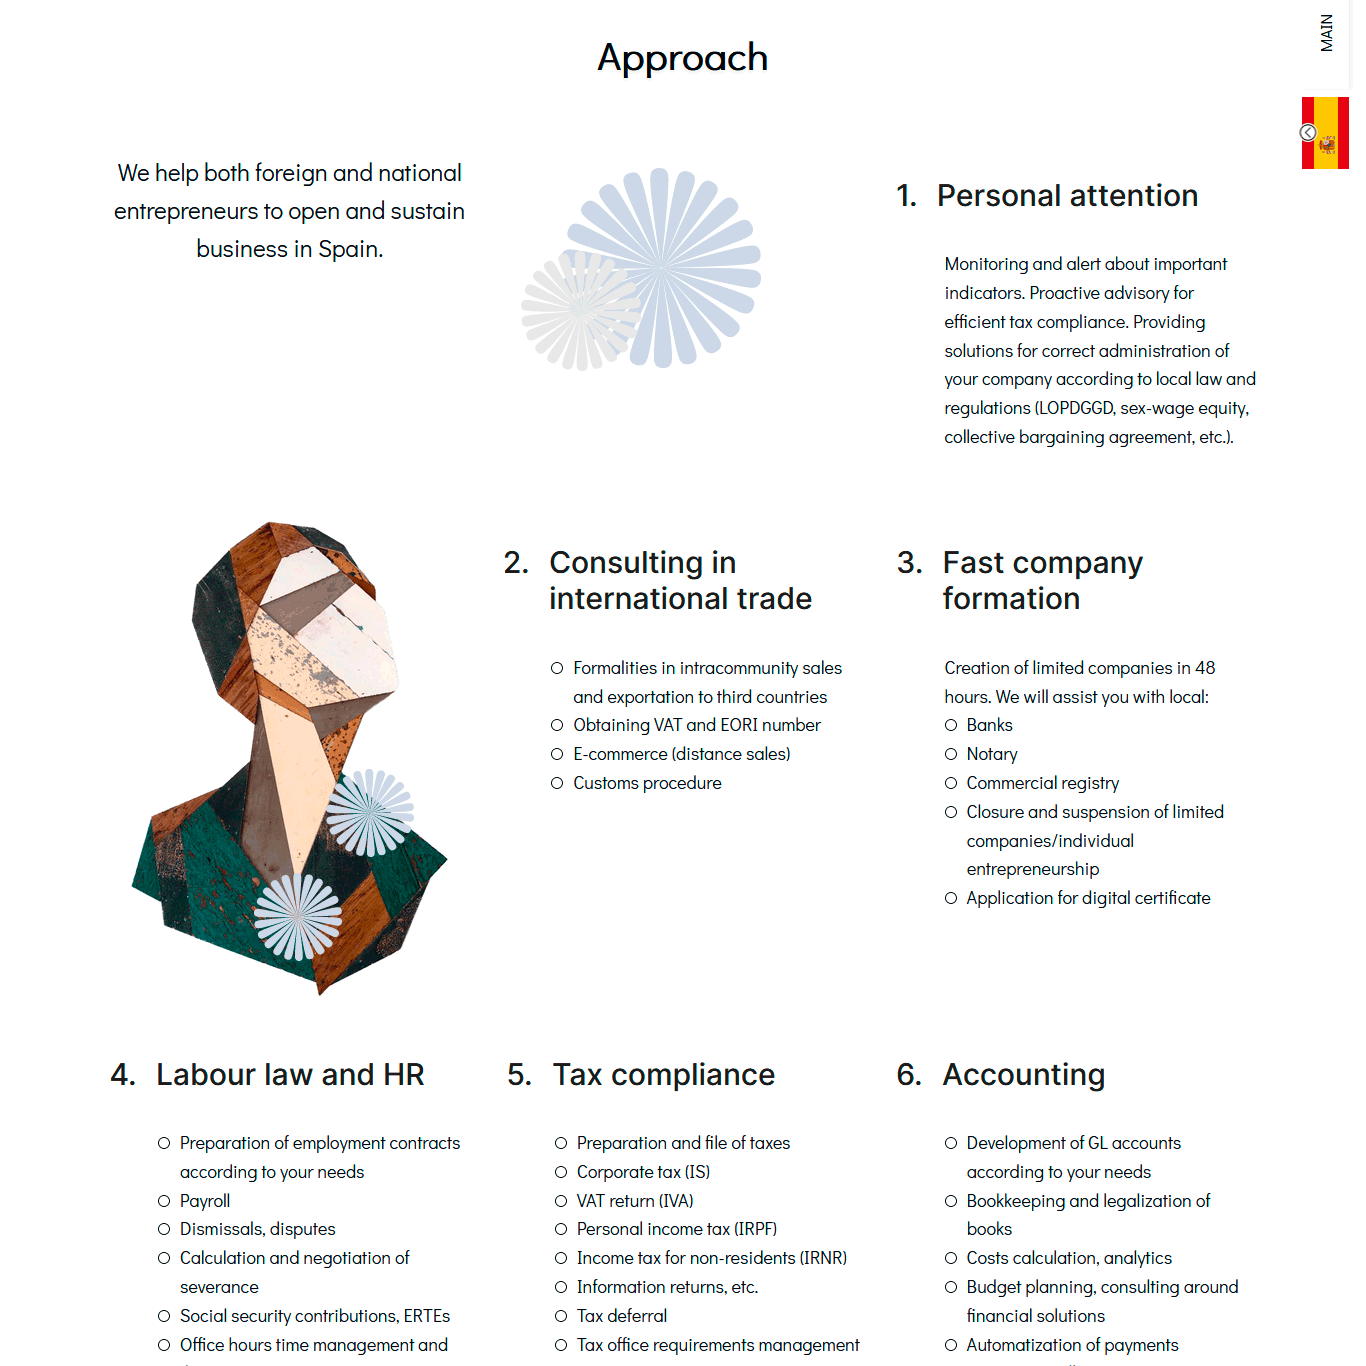 MAIN
Approach
We help both foreign and national
entrepreneurs to open and sustain
business in Spain.
1. Personal attention
Monitoring and alert about important
indicators. Proactive advisory for
efficient tax compliance. Providing
solutions for correct administration of
your company according to local law and
regulations (LOPDGGD, sex-wage equity,
collective bargaining agreement, etc.).
2. Consulting in
international trade
Formalities in intracommunity sales
and exportation to third countries
Obtaining VAT and EORI number
E-commerce (distance sales)
Customs procedure
3. Fast company
formation
Creation of limited companies in 48
hours. We will assist you with local:
Banks
Notary
Commercial registry
Closure and suspension of limited
companies/individual
entrepreneurship
Application for digital certificate
4. Labour law and HR
Preparation of employment contracts
according to your needs
Payroll
Dismissals, disputes
Calculation and negotiation of
severance
Social security contributions, ERTEs
Office hours time management and
5. Tax compliance
Preparation and file of taxes
Corporate tax (IS)
VAT return (IVA)
Personal income tax (IRPF)
Income tax for non-residents (IRNR)
Information returns, etc.
Tax deferral
Tax office requirements management
6. Accounting
Development of GL accounts
according to your needs
Bookkeeping and legalization of
books
Costs calculation, analytics
Budget planning, consulting around
financial solutions
Automatization of payments